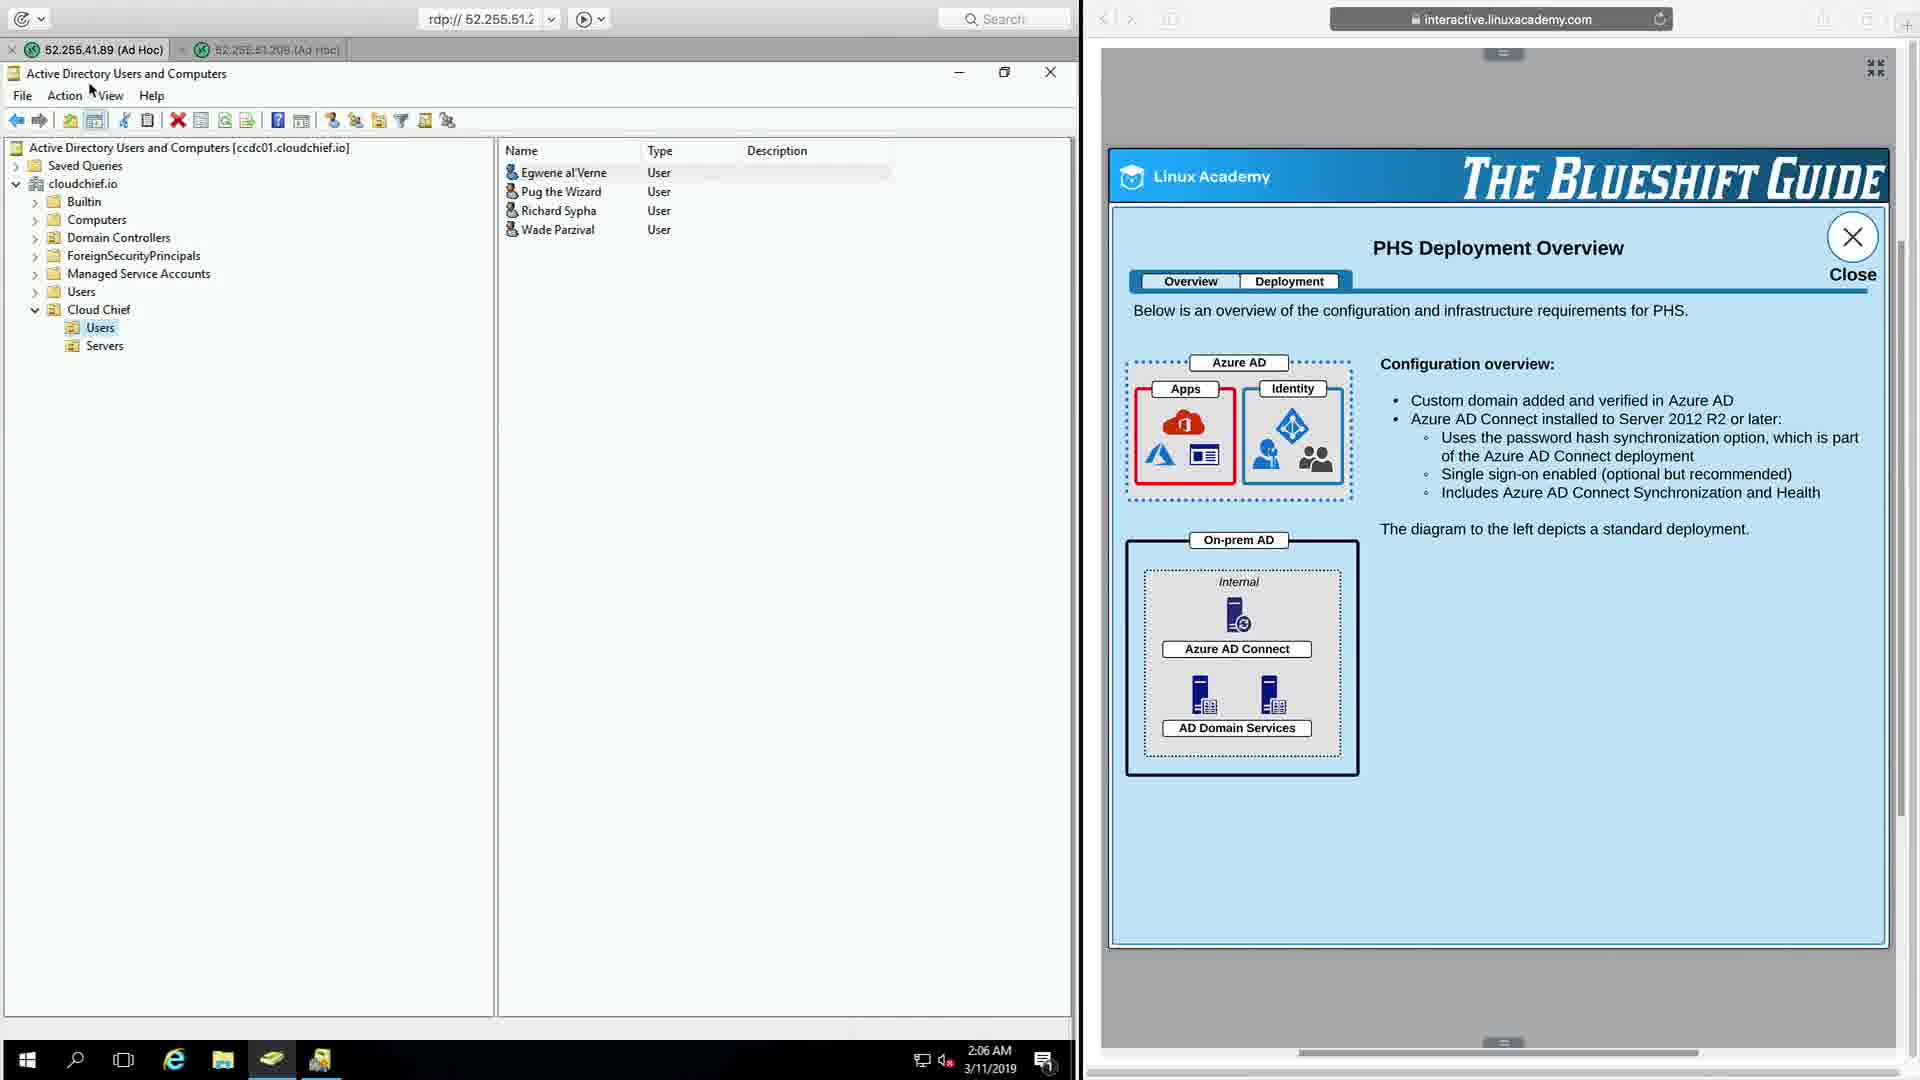 rdp:// 52.255.51.2
Search
52.255.41.89 (Ad Hoc)
52.255.51.206 (Ad Hoc)
Active Directory Users and Computers
File Action View Help
Active Directory Users and Computers [ccdc01.cloudchief.io]
Saved Queries
cloudchief.io
Builtin
Computers
Domain Controllers
ForeignSecurityPrincipals
Managed Service Accounts
Users
Cloud Chief
Users
Servers
Name Type Description
Egwene al'Verne User
Pug the Wizard User
Richard Sypha User
Wade Parzival User
2:06 AM
3/11/2019
1
interactive.linuxacademy.com
Linux Academy
THE BLUESHIFT GUIDE
PHS Deployment Overview
Close
Overview Deployment
Below is an overview of the configuration and infrastructure requirements for PHS.
Azure AD
Apps
Identity
On-prem AD
Internal
Azure AD Connect
AD Domain Services
Configuration overview:
• Custom domain added and verified in Azure AD
• Azure AD Connect installed to Server 2012 R2 or later:
◦ Uses the password hash synchronization option, which is part
of the Azure AD Connect deployment
◦ Single sign-on enabled (optional but recommended)
◦ Includes Azure AD Connect Synchronization and Health
The diagram to the left depicts a standard deployment.